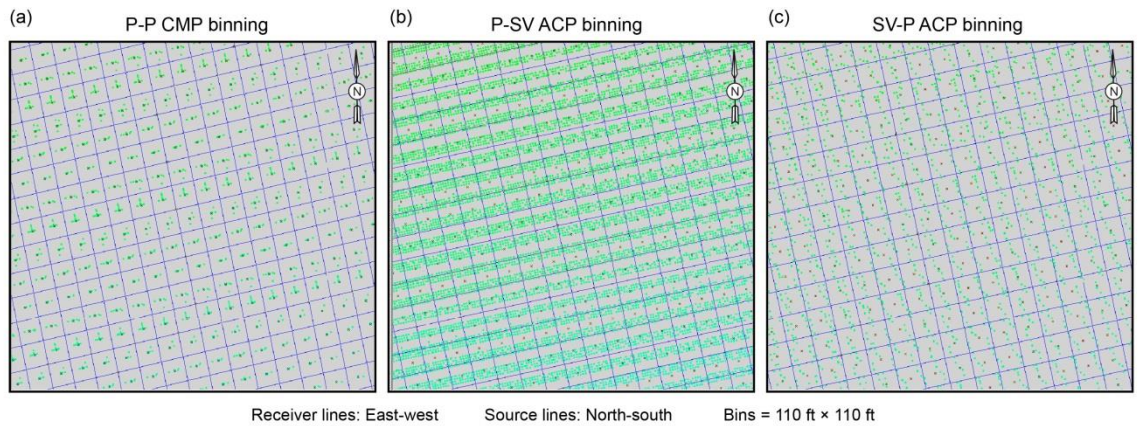 (a) P-P CMP binning
(b) P-SV ACP binning
(c) SV-P ACP binning
N
N
N
Receiver lines: East-west Source lines: North-south Bins = 110 ft × 110 ft